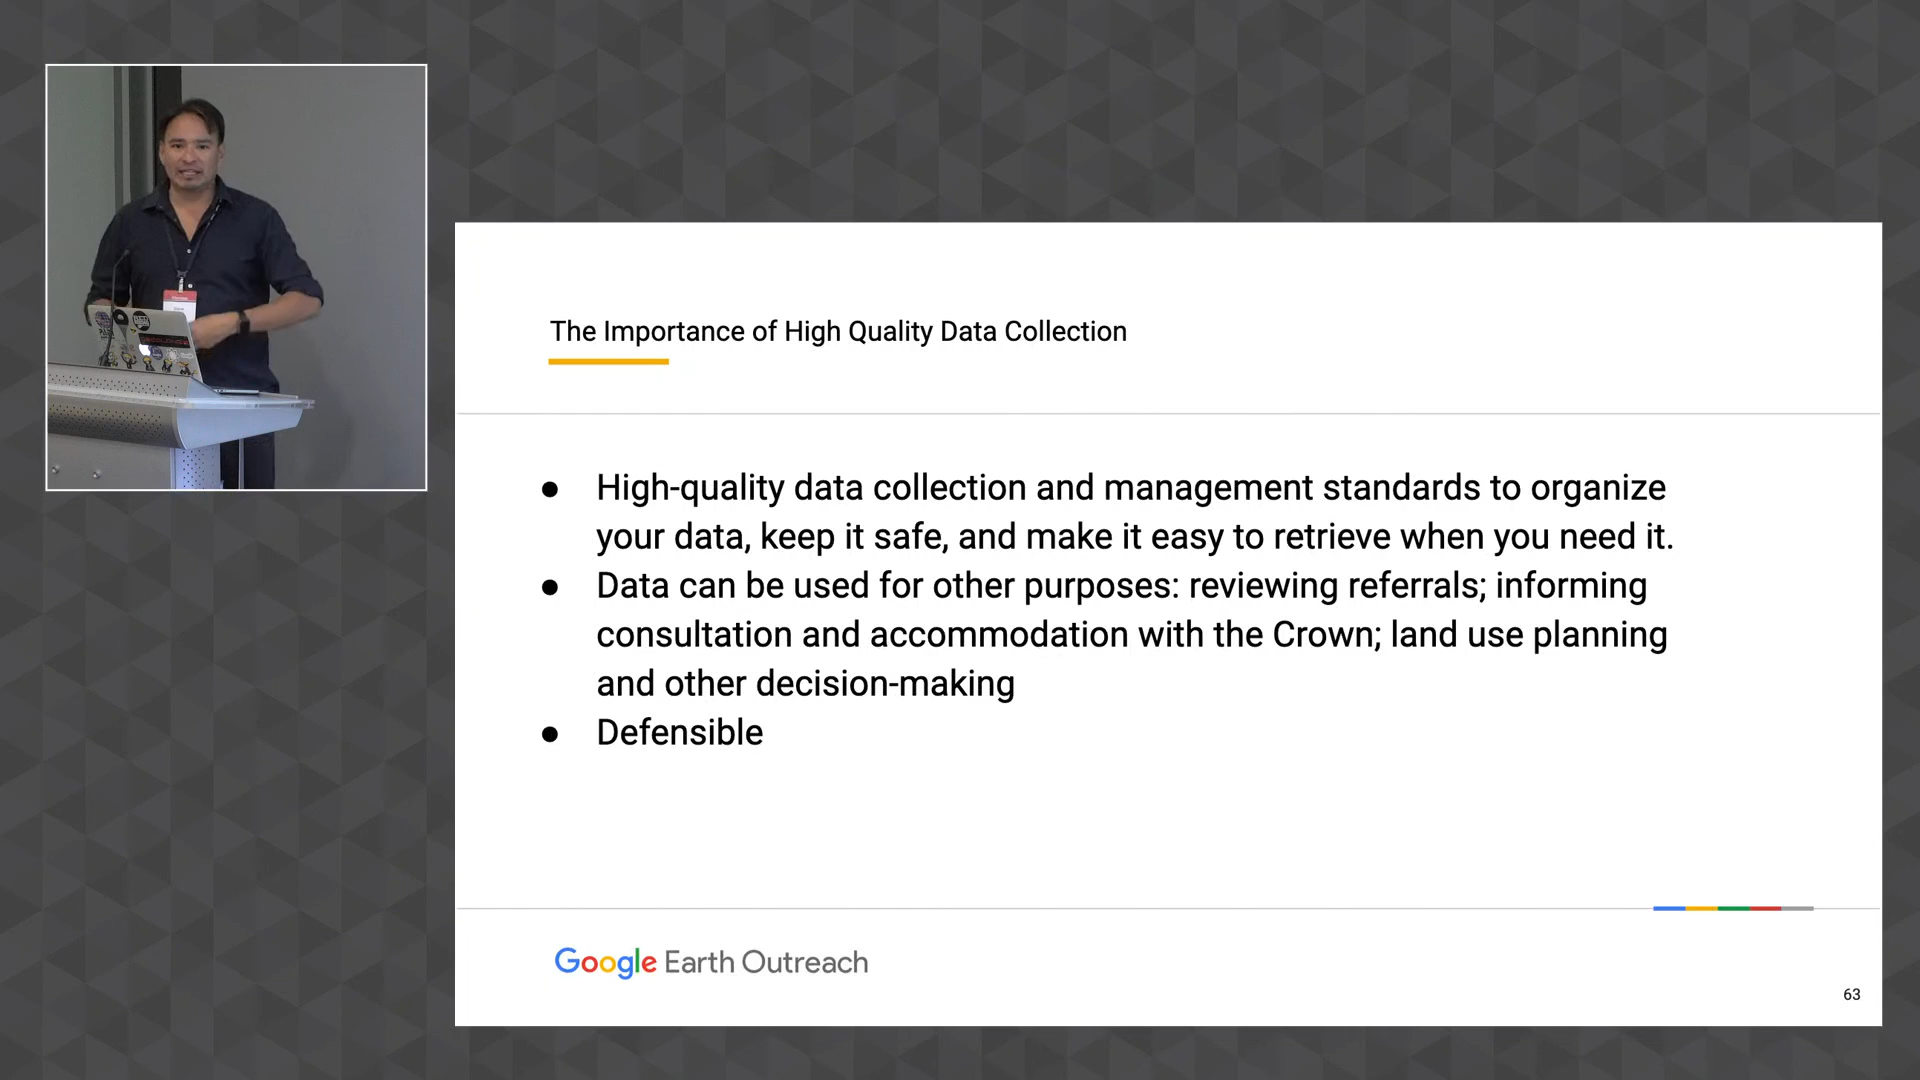 The Importance of High Quality Data Collection
● High-quality data collection and management standards to organize
your data, keep it safe, and make it easy to retrieve when you need it.
● Data can be used for other purposes: reviewing referrals; informing
consultation and accommodation with the Crown; land use planning
and other decision-making
● Defensible
Google Earth Outreach
63